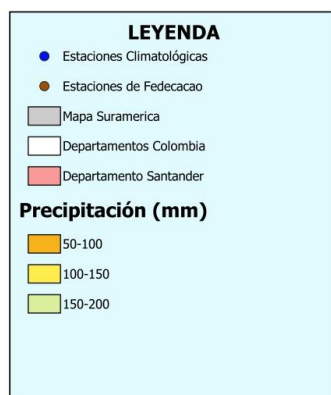 LEYENDA
Estaciones Climatológicas
Estaciones de Fedecacao
Mapa Suramerica
Departamentos Colombia
Departamento Santander
Precipitación (mm)
50-100
100-150
150-200